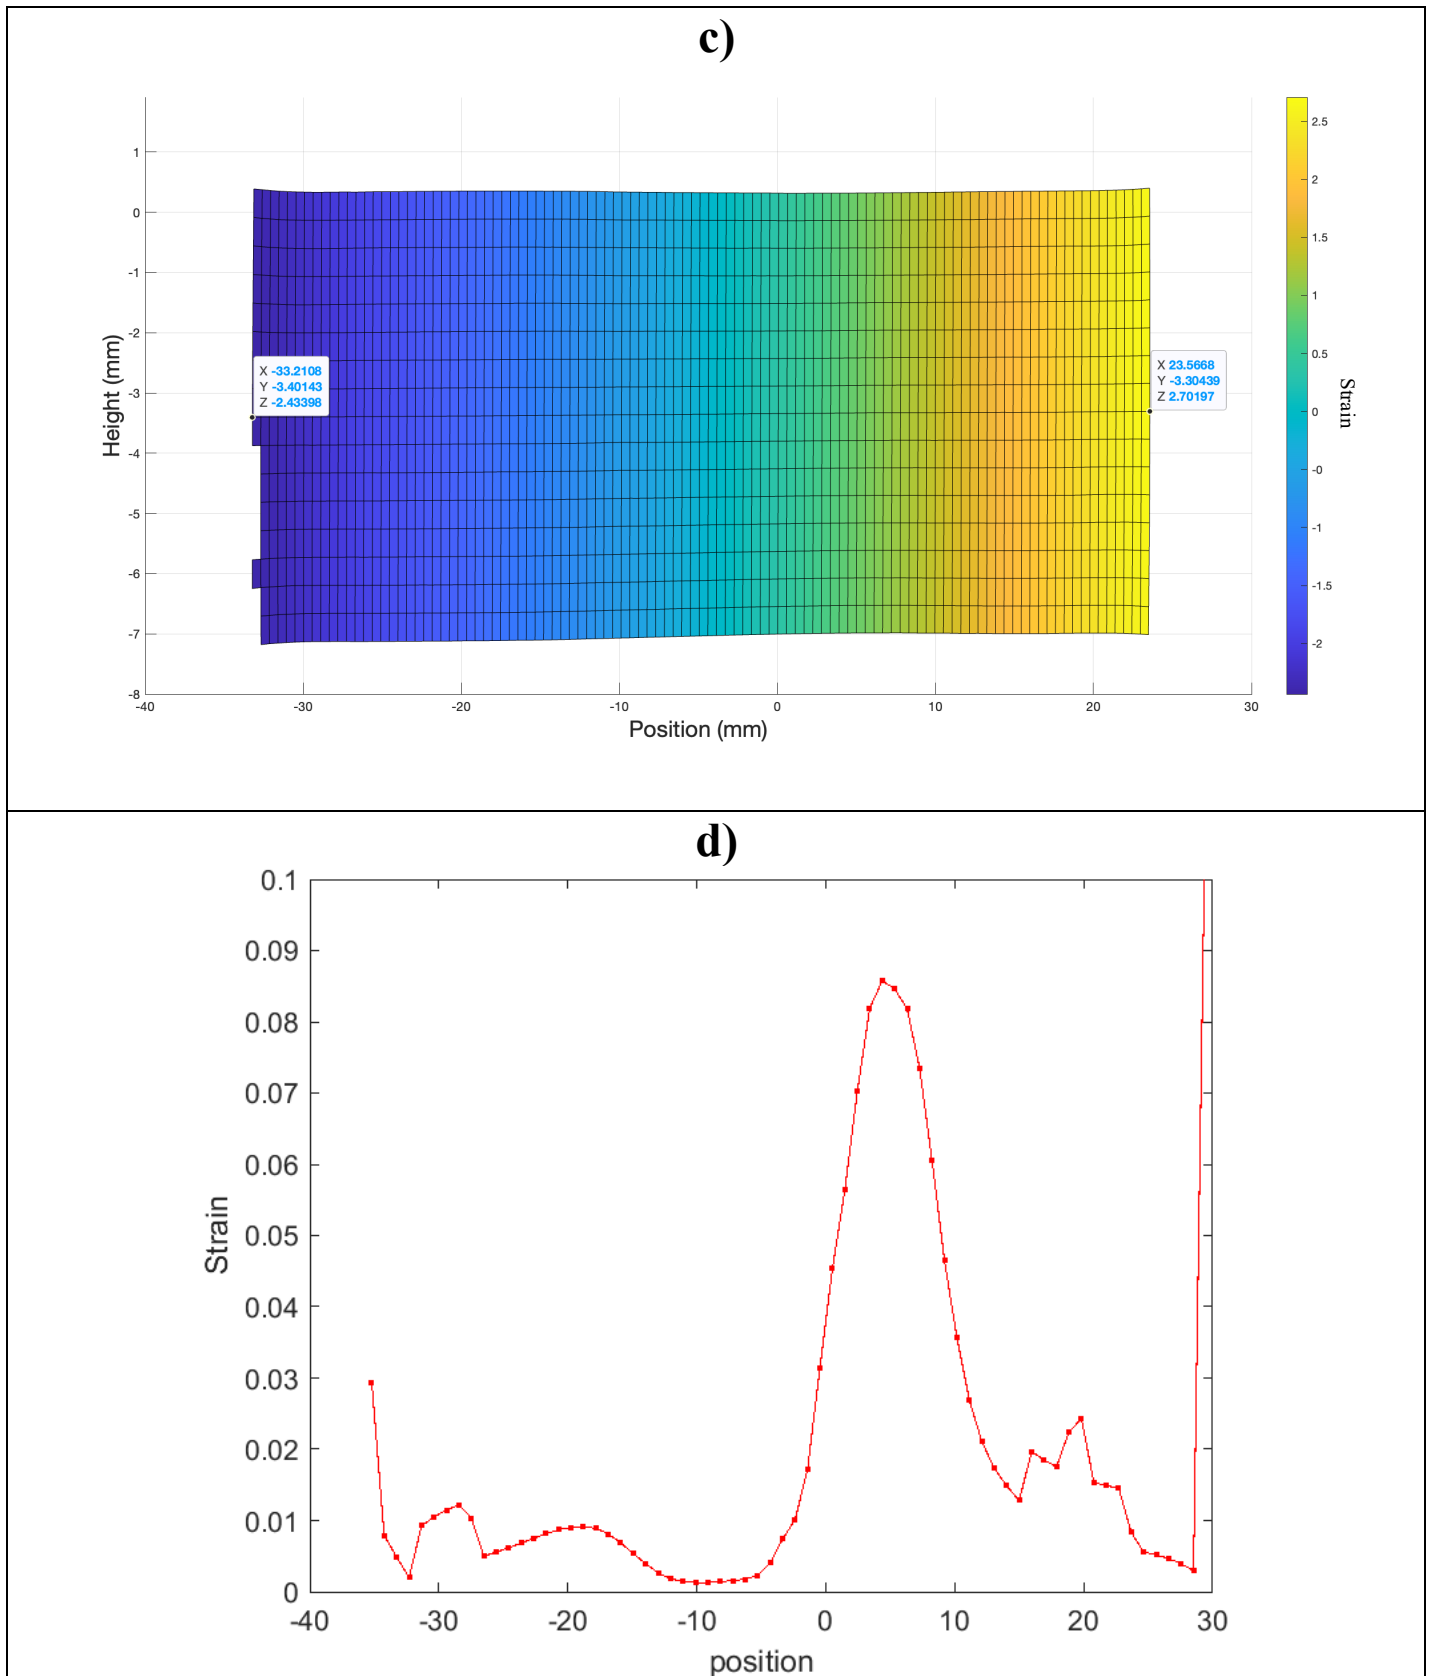 c)
1
0
-1
-2
-3
-4
-5
-6
-7
-8
Height (mm)
X -33.2108
Y -3.40143
Z -2.43398
X 23.5668
Y -3.30439
Z 2.70197
-40 -30 -20 -10 0 10 20 30
Position (mm)
2.5
2
1.5
1
0.5
0
-0
-1
-1.5
-2
Strain
d)
0.1
0.09
0.08
0.07
0.06
0.05
0.04
0.03
0.02
0.01
0
Strain
-40 -30 -20 -10 0 10 20 30
position